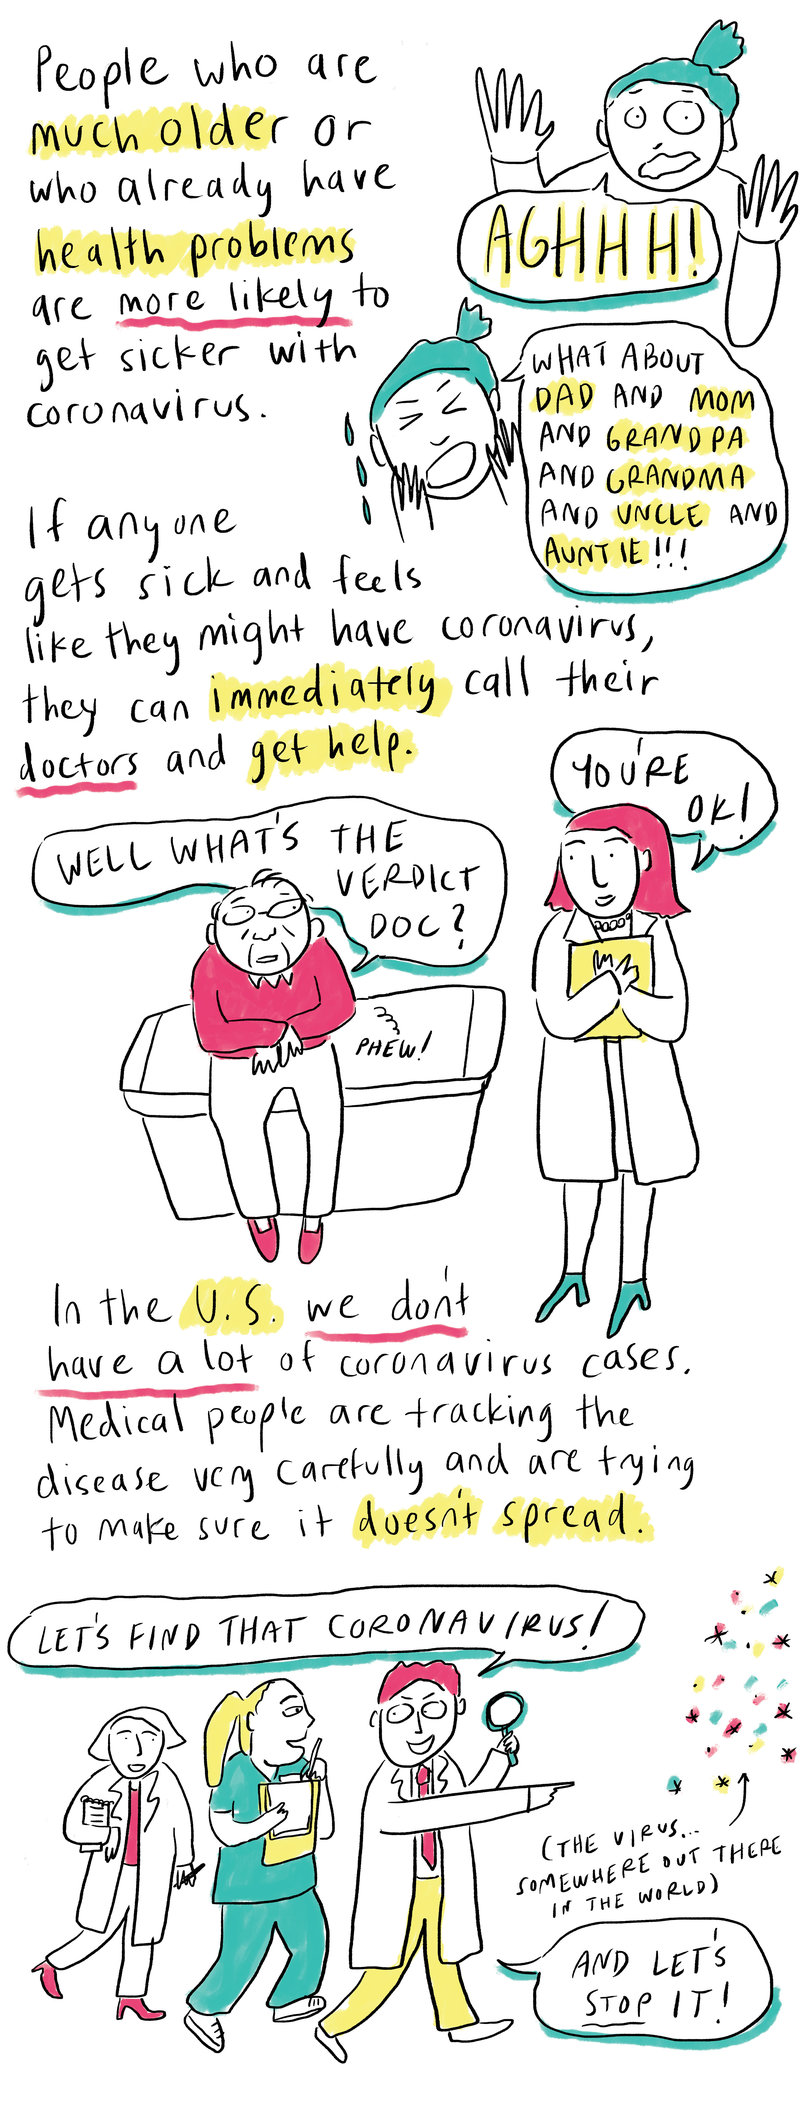 People who are
much older or
who already have
health problems
are more likely to
get sicker with
coronavirus.
AGHHH!
WHAT ABOUT
DAD AND MOM
AND GRANDPA
AND GRANDMA
AND UNCLE AND
AUNTIE!!!
If anyone
gets sick and feels
like they might have coronavirus,
they can immediately call their
doctors and get help.
WELL WHAT'S THE
VERDICT
DOC?
YOU'RE
OK!
PHEW!
In the U.S. we don't
have a lot of coronavirus cases.
Medical people are tracking the
disease very carefully and are trying
to make sure it doesn't spread.
LET'S FIND THAT CORONAVIRUS!
(THE VIRUS...
SOMEWHERE OUT THERE
IN THE WORLD)
AND LET'S
STOP IT!